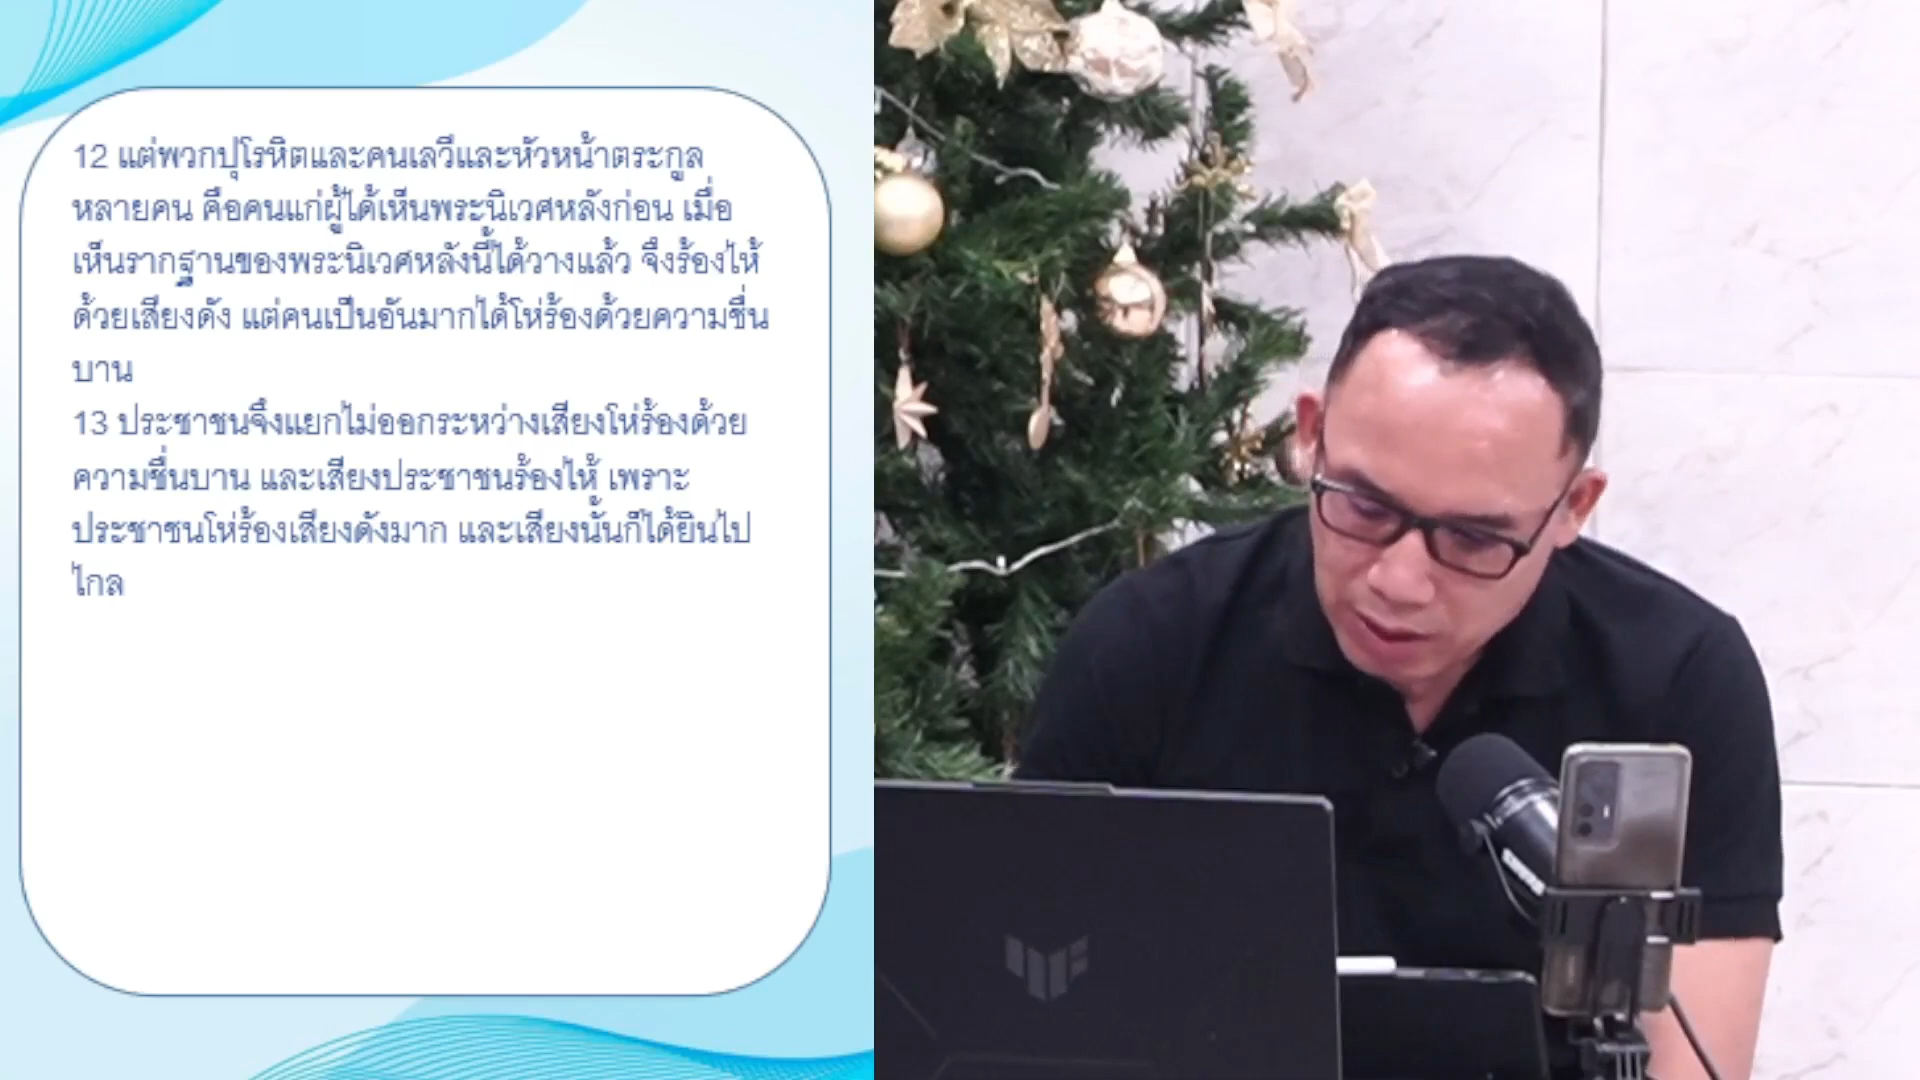 12 แต่พวกปุโรหิตและคนเลวีและหัวหน้าตระกูล
หลายคน คือคนแก่ผู้ได้เห็นพระนิเวศหลังก่อน เมื่อ
เห็นรากฐานของพระนิเวศหลังนี้ได้วางแล้ว จึงร้องไห้
ด้วยเสียงดัง แต่คนเป็นอันมากได้โห่ร้องด้วยความชื่น
บาน
13 ประชาชนจึงแยกไม่ออกระหว่างเสียงโห่ร้องด้วย
ความชื่นบาน และเสียงประชาชนร้องไห้ เพราะ
ประชาชนโห่ร้องเสียงดังมาก และเสียงนั้นก็ได้ยินไป
ไกล